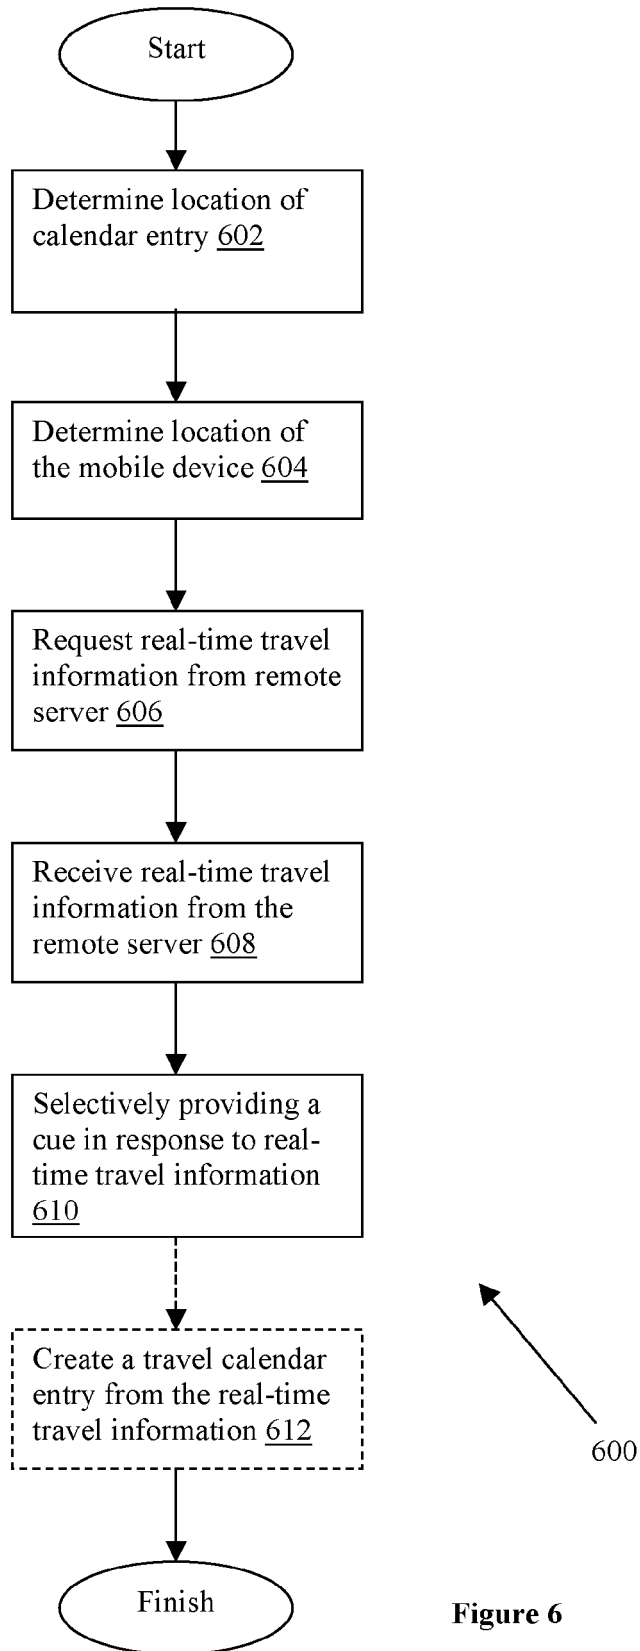 Start
Determine location of
calendar entry 602
Determine location of
the mobile device 604
Request real-time travel
information from remote
server 606
Receive real-time travel
information from the
remote server 608
Selectively providing a
cue in response to real-
time travel information
610
Create a travel calendar
entry from the real-time
travel information 612
600
Finish
Figure 6